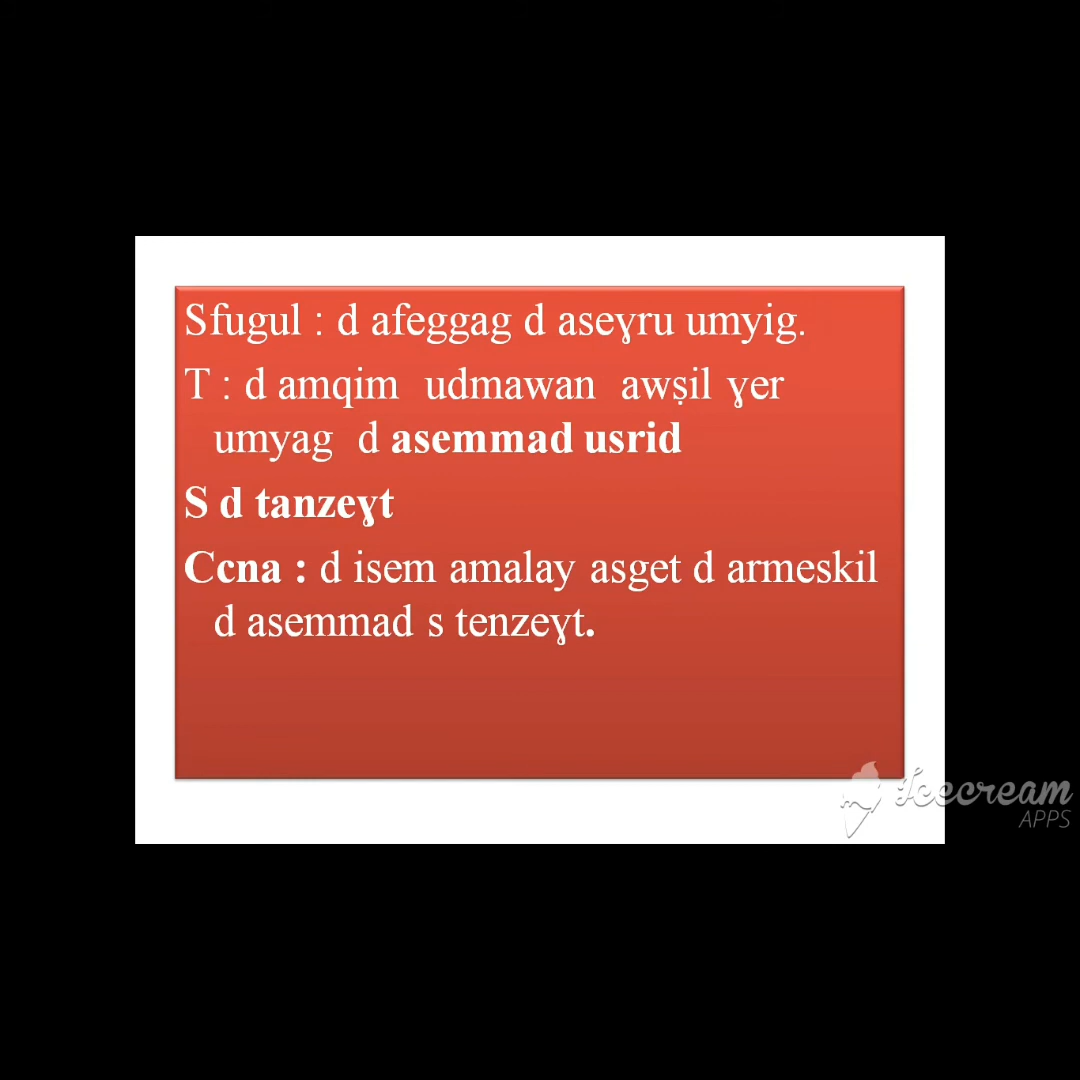 Sfugul : d afeggag d aseɣru umyig.
T : d amqim udmawan awṣil ɣer
umyag d asemmad usrid
S d tanzeɣt
Ccna : d isem amalay asget d armeskil
d asemmad s tenzeɣt.
Icecream
APPS